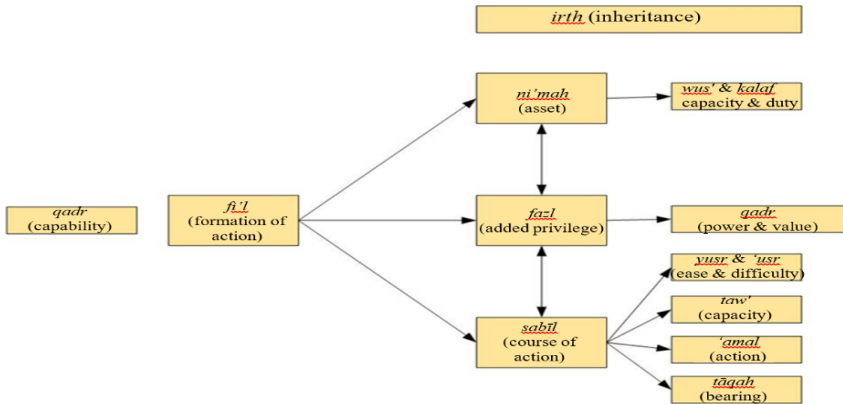 irth (inheritance)
ni’mah
(asset)
wus' & kalaf
capacity & duty
qadr
(capability)
fi’l
(formation of
action)
fazl
(added privilege)
qadr
(power & value)
yusr & ‘usr
(ease & difficulty)
taw'
(capacity)
sabīl
(course of
action)
‘amal
(action)
tāqah
(bearing)